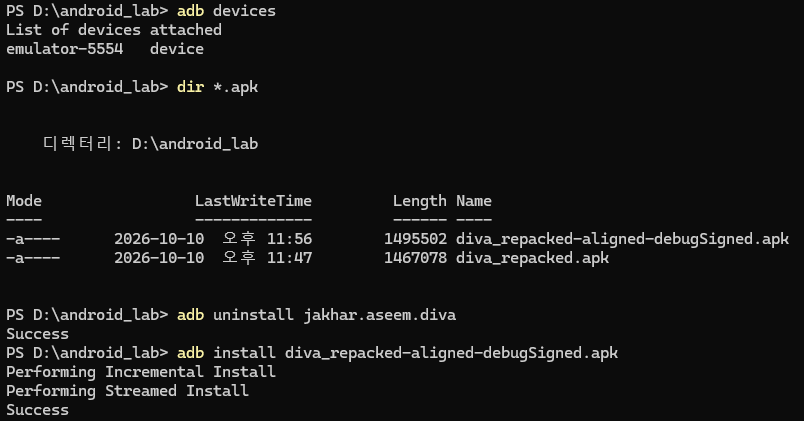 PS D:\android_lab> adb devices
List of devices attached
emulator-5554   device
PS D:\android_lab> dir *.apk
    디렉터리: D:\android_lab
Mode                 LastWriteTime         Length Name
----                 -------------         ------ ----
-a----      2026-10-10  오후 11:56        1495502 diva_repacked-aligned-debugSigned.apk
-a----      2026-10-10  오후 11:47        1467078 diva_repacked.apk
PS D:\android_lab> adb uninstall jakhar.aseem.diva
Success
PS D:\android_lab> adb install diva_repacked-aligned-debugSigned.apk
Performing Incremental Install
Performing Streamed Install
Success